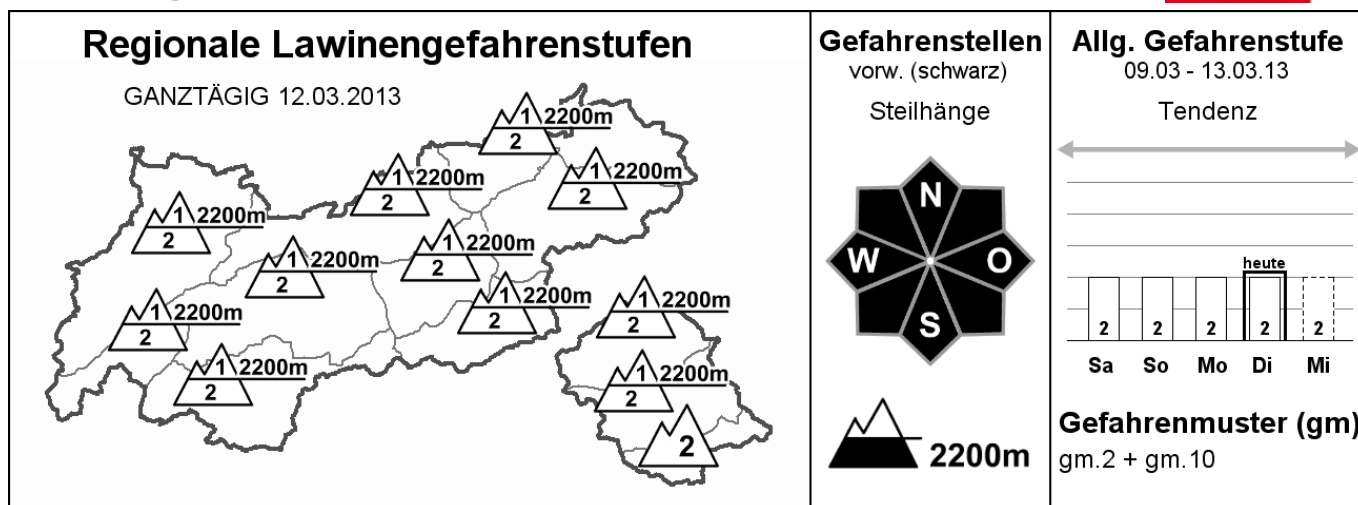 Regionale Lawinengefahrenstufen
GANZTÄGIG 12.03.2013
1 2200m
2
1 2200m
2
1 2200m
2
1 2200m
2
1 2200m
2
1 2200m
2
1 2200m
2
1 2200m
2
1 2200m
2
1 2200m
2
1 2200m
2
2
Gefahrenstellen
vorw. (schwarz)
Steilhänge
N
W O
S
2200m
Allg. Gefahrenstufe
09.03 - 13.03.13
Tendenz
heute
2 2 2 2 2
Sa So Mo Di Mi
Gefahrenmuster (gm)
gm.2 + gm.10